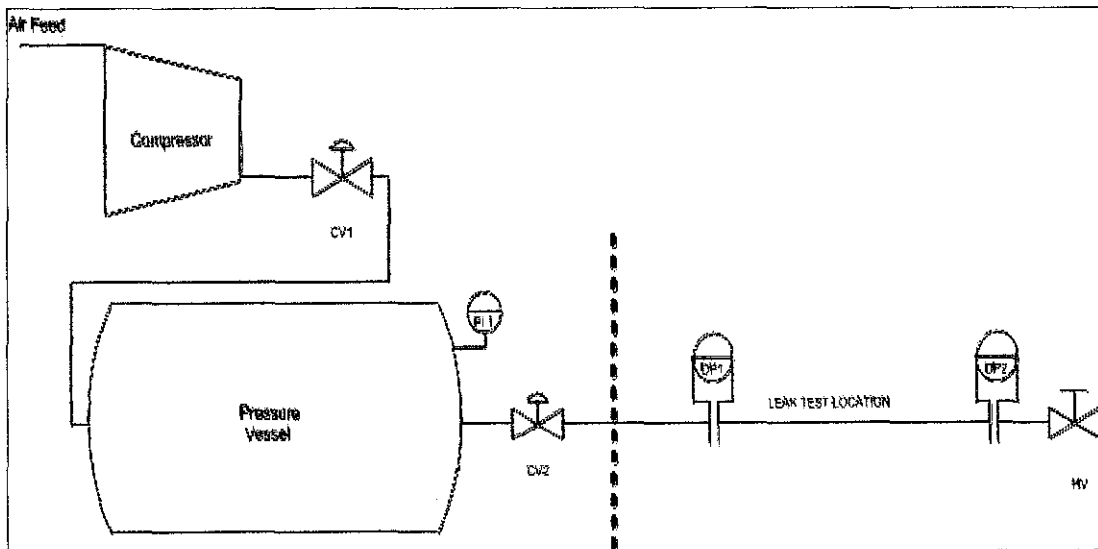 Air Feed
Compressor
CV1
PI 1
DP1
DP2
LEAK TEST LOCATION
Pressure
Vessel
CV2
MV